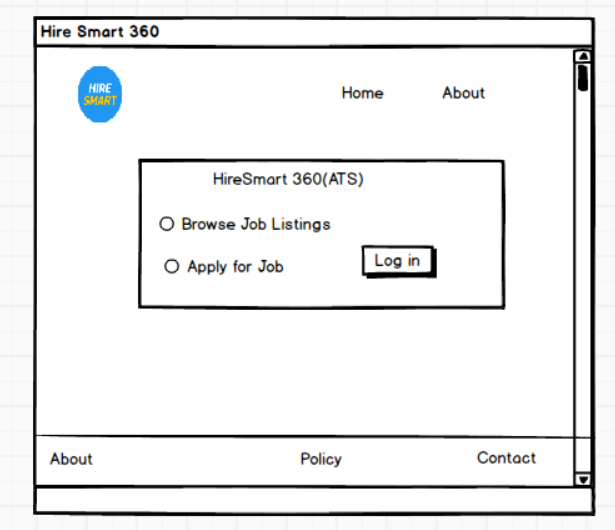 Hire Smart 360
HIRE
SMART
Home About
HireSmart 360(ATS)
Browse Job Listings
Apply for Job
Log in
About Policy Contact